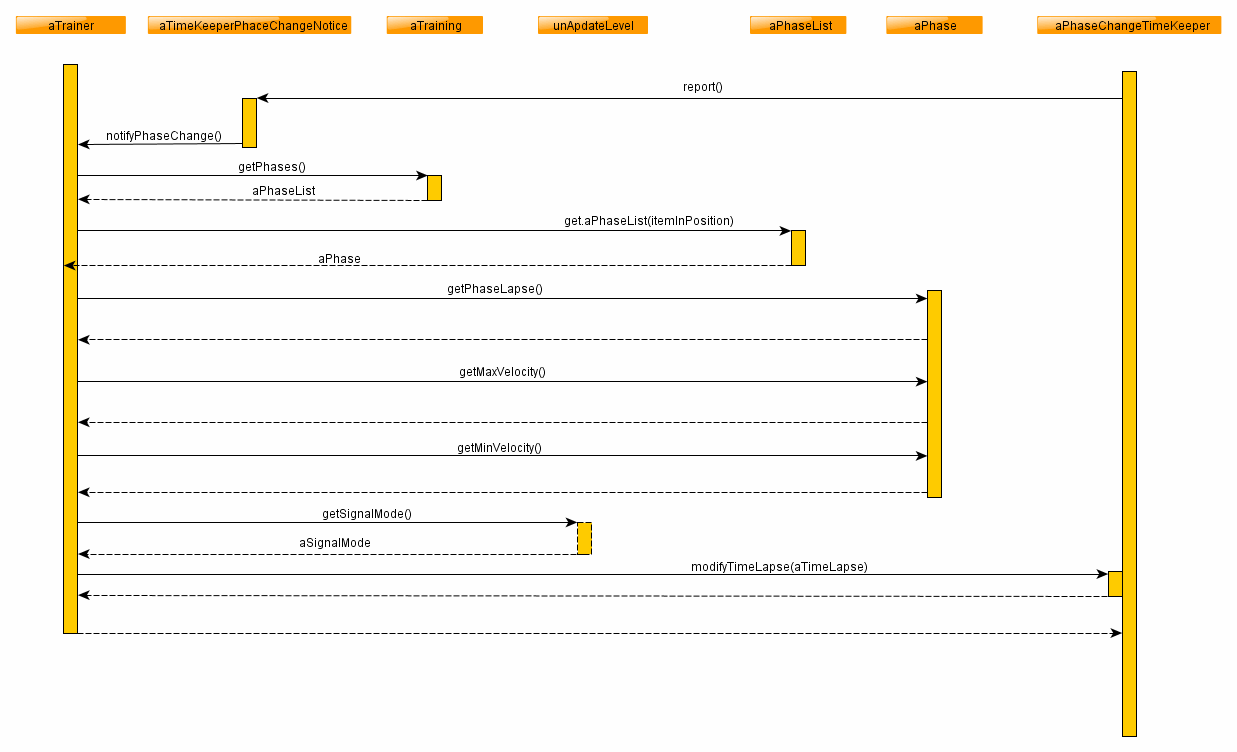 aTrainer
aTimeKeeperPhaceChangeNotice
aTraining
unApdateLevel
aPhaseList
aPhase
aPhaseChangeTimeKeeper
report()
notifyPhaseChange()
getPhases()
aPhaseList
get.aPhaseList(itemInPosition)
aPhase
getPhaseLapse()
getMaxVelocity()
getMinVelocity()
getSignalMode()
aSignalMode
modifyTimeLapse(aTimeLapse)